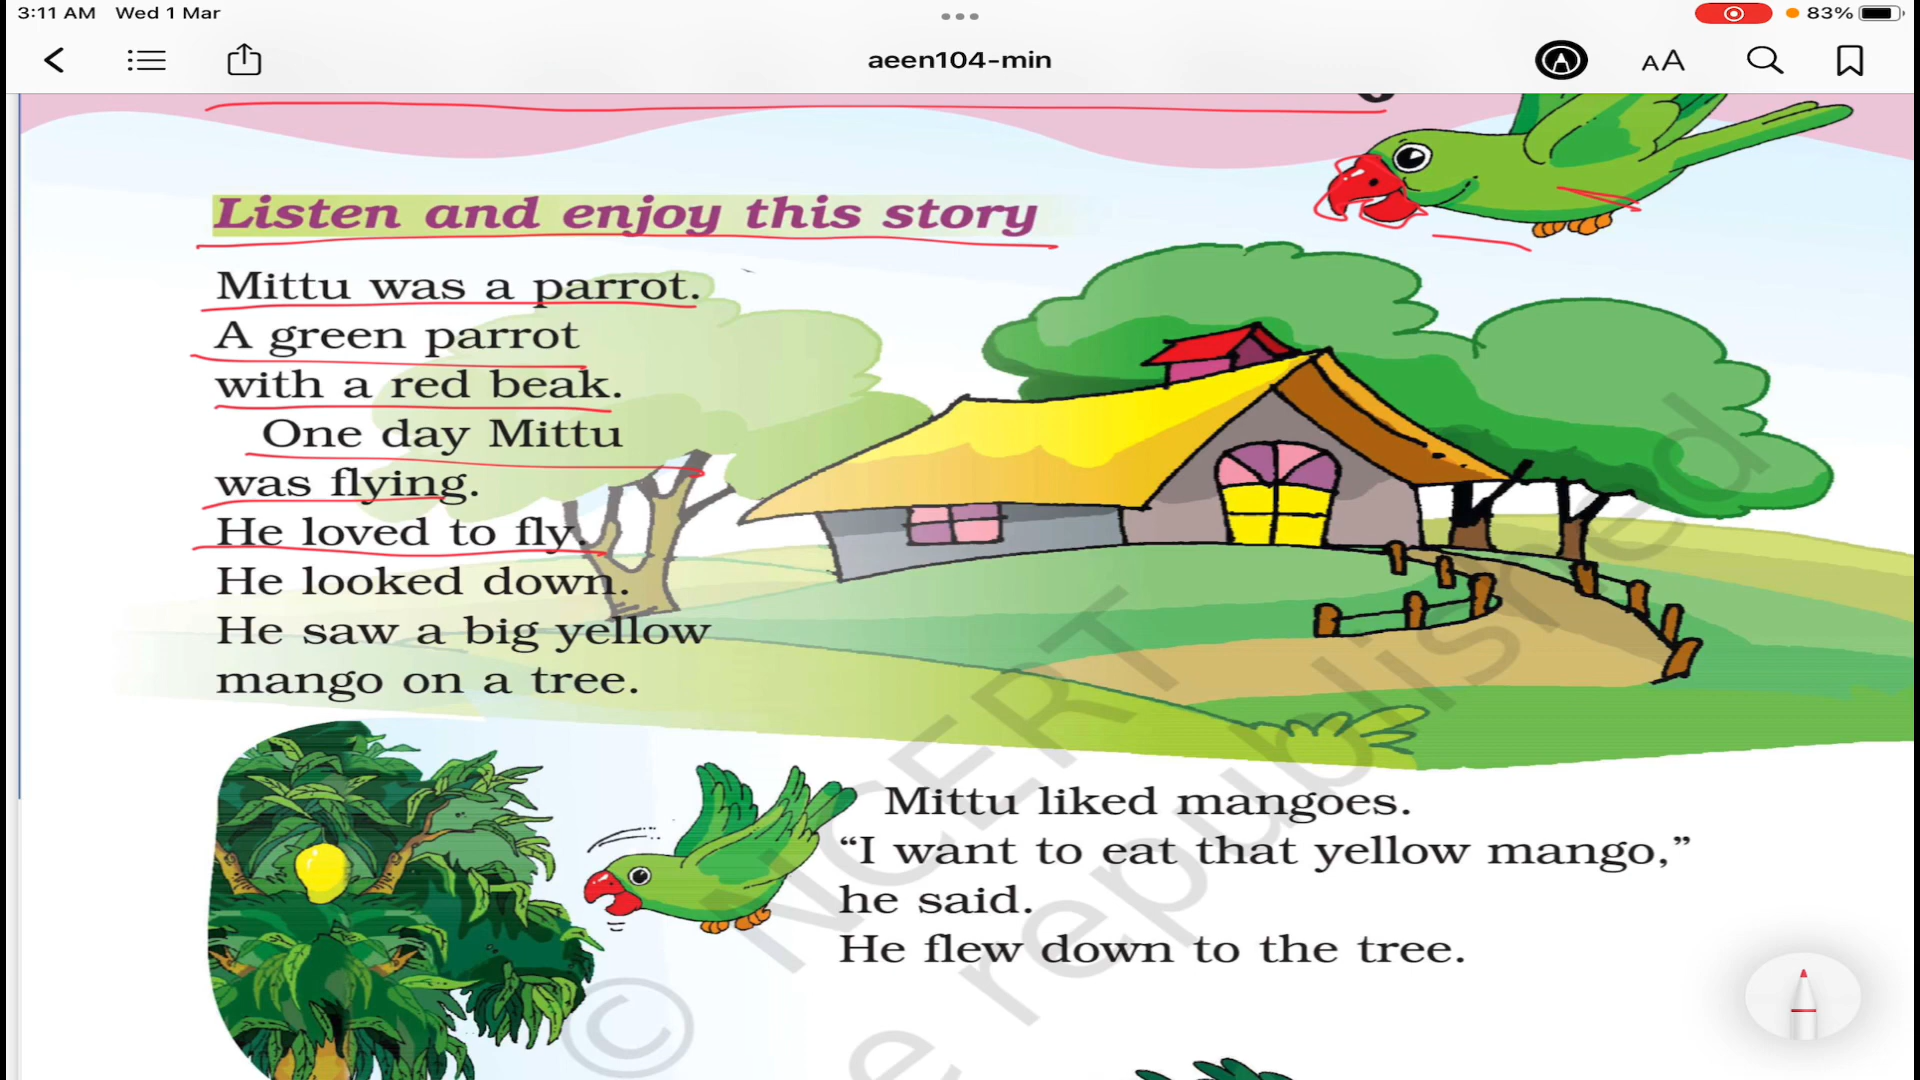 3:11 AM Wed 1 Mar
83%
aeen104-min
AA
Listen and enjoy this story
Mittu was a parrot.
A green parrot
with a red beak.
One day Mittu
was flying.
He loved to fly.
He looked down.
He saw a big yellow
mango on a tree.
Mittu liked mangoes.
“I want to eat that yellow mango,”
he said.
He flew down to the tree.
© NCERT
republished